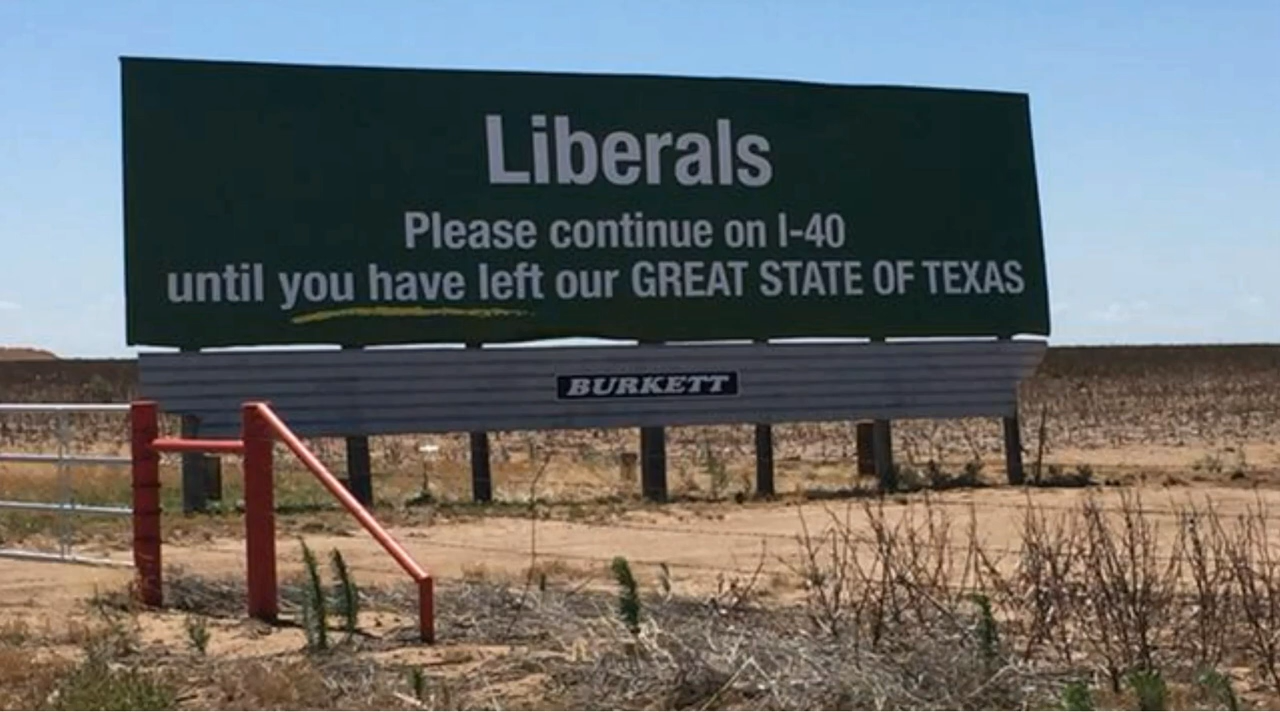 Liberals
Please continue on I-40
until you have left our GREAT STATE OF TEXAS
BURKETT